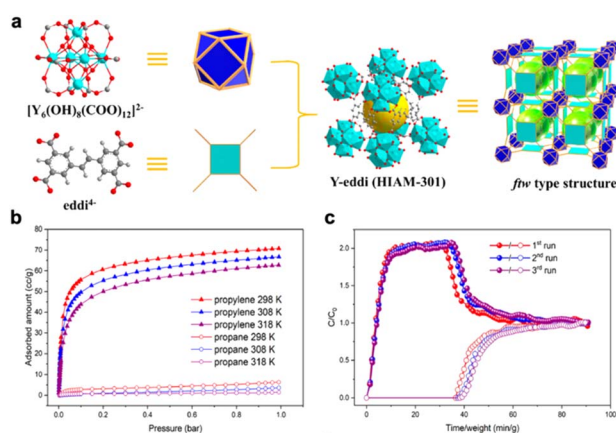 a
[Y₆(OH)₈(COO)₁₂]²⁻
eddi⁴⁻
Y-eddi (HIAM-301)
ftw type structure
b
Adsorbed amount (cc/g)
80
70
60
50
40
30
20
10
0
propylene 298 K
propylene 308 K
propylene 318 K
propane 298 K
propane 308 K
propane 318 K
0.0 0.2 0.4 0.6 0.8 1.0
Pressure (bar)
c
C/C₀
2.0
1.5
1.0
0.5
0.0
1ˢᵗ run
2ⁿᵈ run
3ʳᵈ run
0 20 40 60 80 100
Time/weight (min/g)